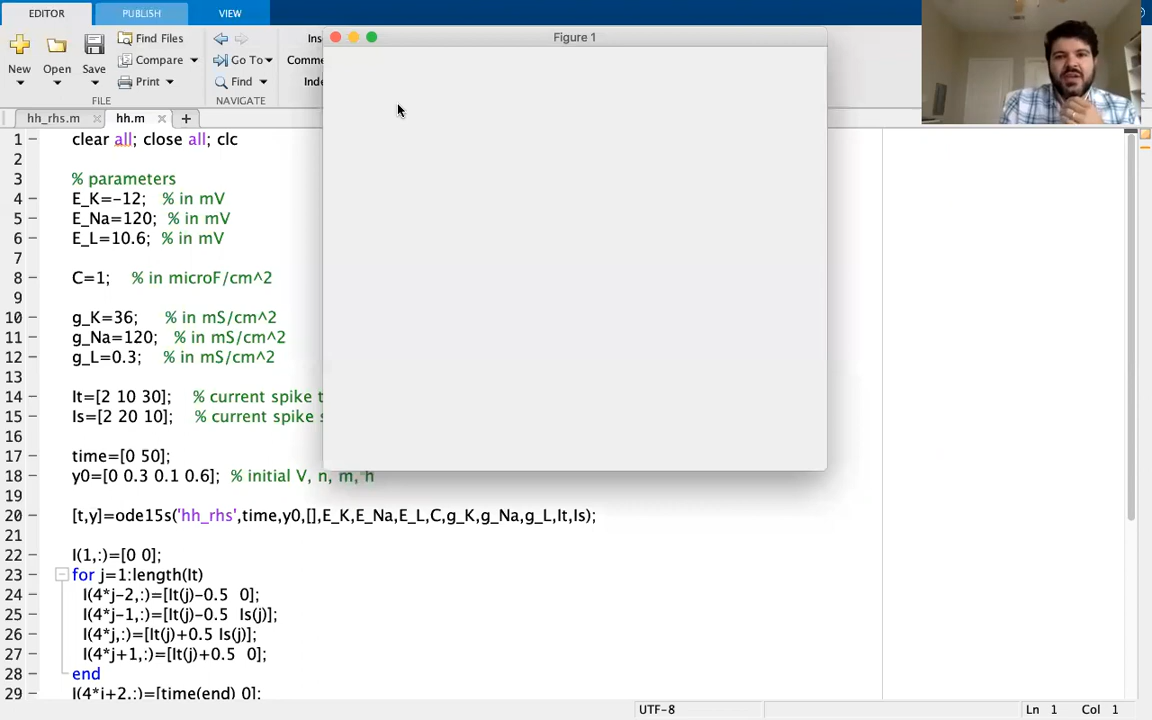 EDITOR PUBLISH VIEW
Figure 1
New Open Save
Find Files
Compare
Print
Go To
Find
FILE NAVIGATE
hh_rhs.m hh.m
1 clear all; close all; clc
2
3 % parameters
4 E_K=-12; % in mV
5 E_Na=120; % in mV
6 E_L=10.6; % in mV
7
8 C=1; % in microF/cm^2
9
10 g_K=36; % in mS/cm^2
11 g_Na=120; % in mS/cm^2
12 g_L=0.3; % in mS/cm^2
13
14 It=[2 10 30]; % current spike t
15 Is=[2 20 10]; % current spike s
16
17 time=[0 50];
18 y0=[0 0.3 0.1 0.6]; % initial V, n, m, h
19
20 [t,y]=ode15s('hh_rhs',time,y0,[],E_K,E_Na,E_L,C,g_K,g_Na,g_L,It,Is);
21
22 I(1,:)=[0 0];
23 for j=1:length(It)
24 I(4*j-2,:)=[It(j)-0.5 0];
25 I(4*j-1,:)=[It(j)-0.5 Is(j)];
26 I(4*j,:)=[It(j)+0.5 Is(j)];
27 I(4*j+1,:)=[It(j)+0.5 0];
28 end
29 I(4*j+2,:)=[time(end) 0];
UTF-8 Ln 1 Col 1